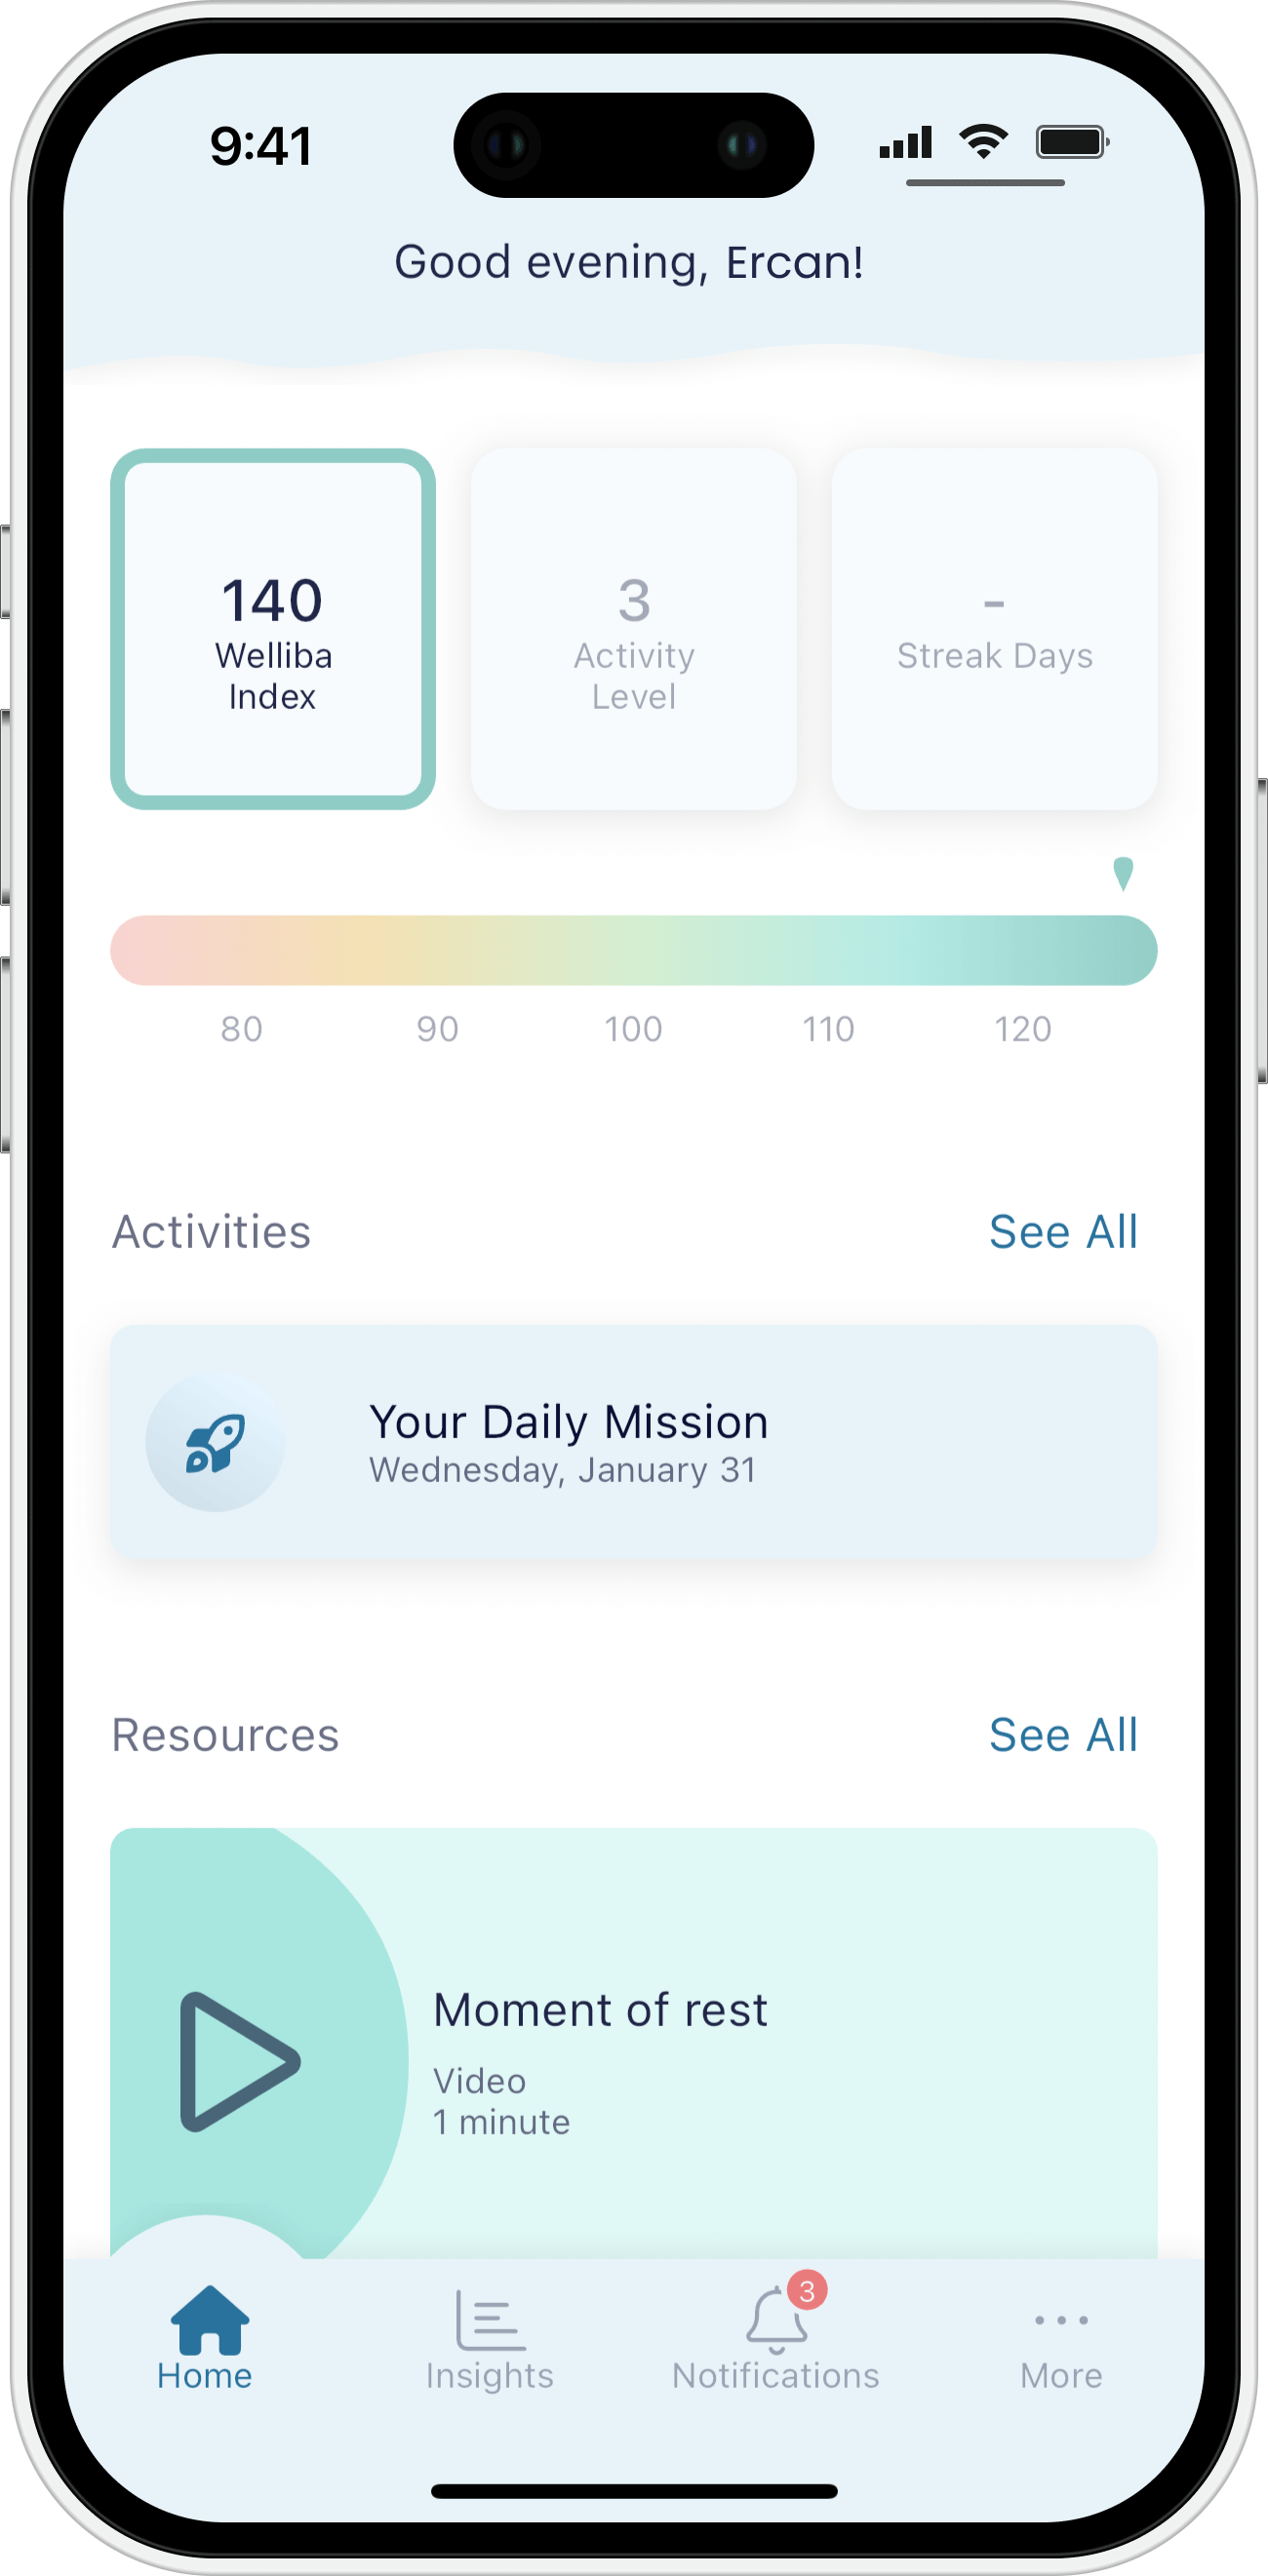 9:41
Good evening, Ercan!
140
Welliba
Index
3
Activity
Level
-
Streak Days
80 90 100 110 120
Activities
See All
Your Daily Mission
Wednesday, January 31
Resources
See All
Moment of rest
Video
1 minute
3
Home
Insights
Notifications
More